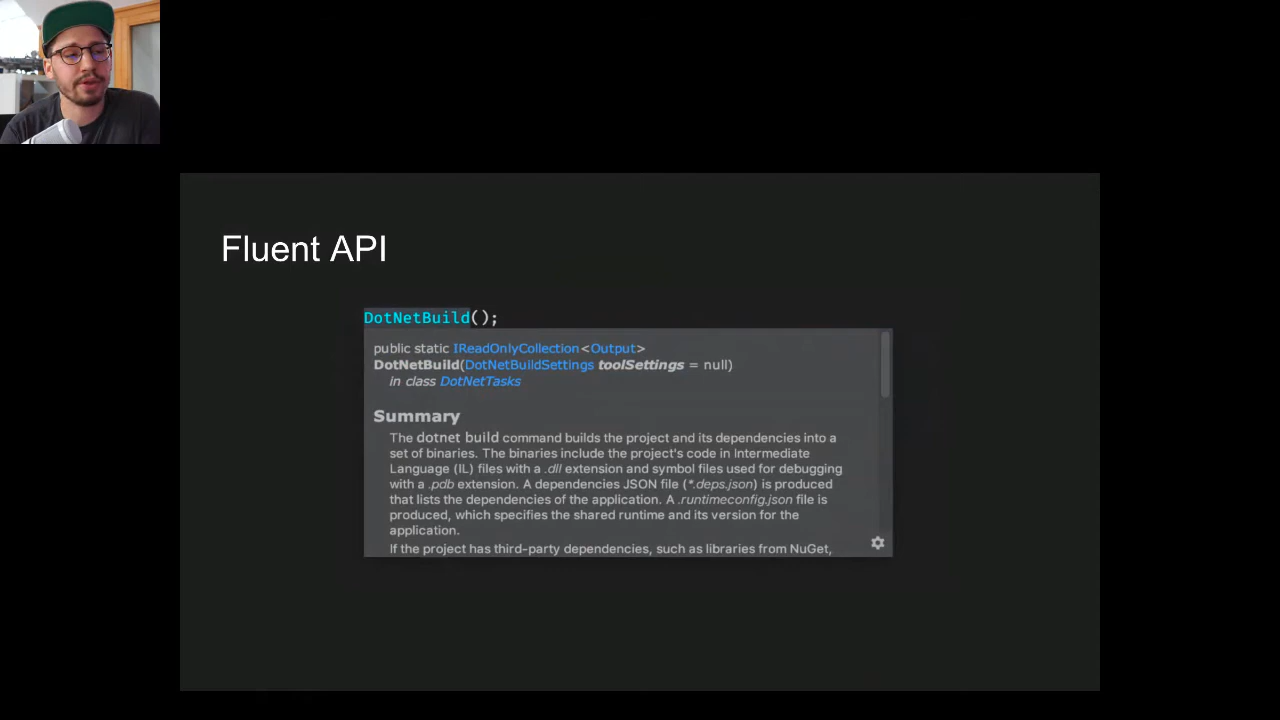 Fluent API
DotNetBuild();
public static IReadOnlyCollection<Output>
DotNetBuild(DotNetBuildSettings toolSettings = null)
in class DotNetTasks
Summary
The dotnet build command builds the project and its dependencies into a
set of binaries. The binaries include the project's code in Intermediate
Language (IL) files with a .dll extension and symbol files used for debugging
with a .pdb extension. A dependencies JSON file (*.deps.json) is produced
that lists the dependencies of the application. A .runtimeconfig.json file is
produced, which specifies the shared runtime and its version for the
application.
If the project has third-party dependencies, such as libraries from NuGet,